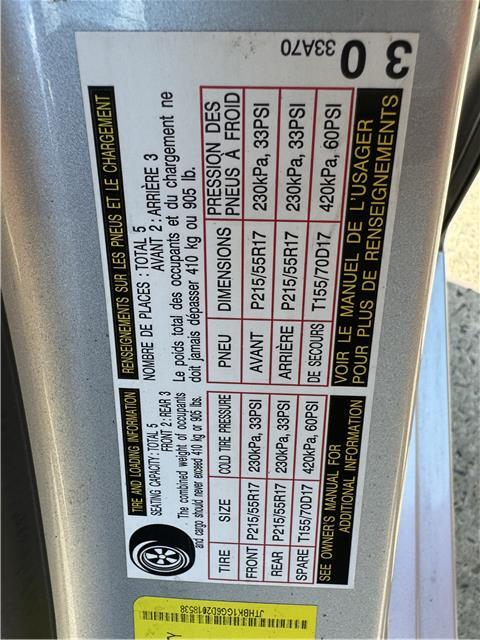 TIRE AND LOADING INFORMATION
SEATING CAPACITY : TOTAL 5
FRONT 2 : REAR 3
The combined weight of occupants
and cargo should never exceed 410 kg or 905 lbs.
TIRE SIZE COLD TIRE PRESSURE
FRONT P215/55R17 230kPa, 33PSI
REAR P215/55R17 230kPa, 33PSI
SPARE T155/70D17 420kPa, 60PSI
SEE OWNER'S MANUAL FOR
ADDITIONAL INFORMATION
RENSEIGNEMENTS SUR LES PNEUS ET LE CHARGEMENT
NOMBRE DE PLACES : TOTAL 5
AVANT 2 : ARRIÈRE 3
Le poids total des occupants et du chargement ne
doit jamais dépasser 410 kg ou 905 lb.
PNEU DIMENSIONS PRESSION DES
PNEUS À FROID
AVANT P215/55R17 230kPa, 33PSI
ARRIÈRE P215/55R17 230kPa, 33PSI
DE SECOURS T155/70D17 420kPa, 60PSI
VOIR LE MANUEL DE L'USAGER
POUR PLUS DE RENSEIGNEMENTS
33A70
3 0
JTHBK1GG6D2018538